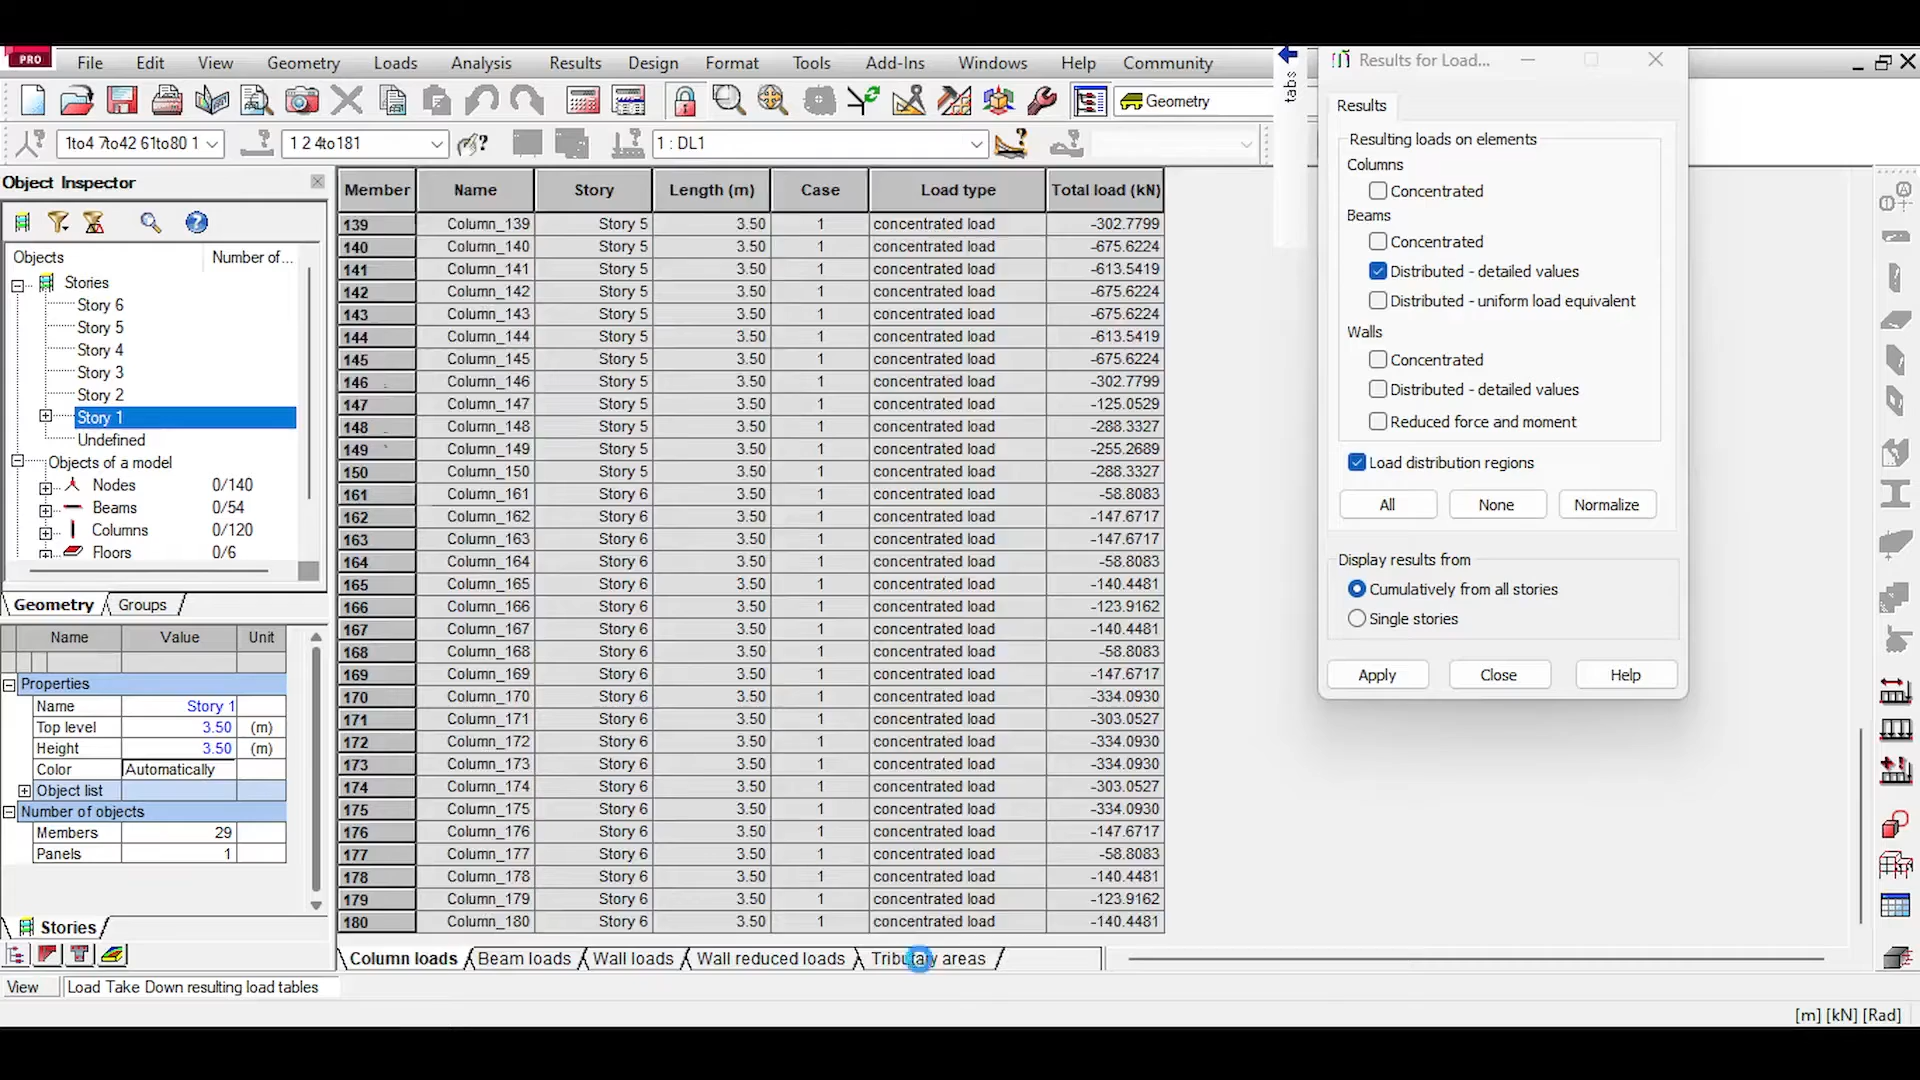 PRO
File Edit View Geometry Loads Analysis Results Design Format Tools Add-Ins Windows Help Community
Geometry
1to4 7to42 61to80 1
1 2 4to181
1 : DL1
tabs
Object Inspector
Objects Number of...
Stories
Story 6
Story 5
Story 4
Story 3
Story 2
Story 1
Undefined
Objects of a model
Nodes 0/140
Beams 0/54
Columns 0/120
Floors 0/6
Geometry Groups
Name Value Unit
Properties
Name Story 1
Top level 3.50 (m)
Height 3.50 (m)
Color Automatically
Object list
Number of objects
Members 29
Panels 1
Stories
Member Name Story Length (m) Case Load type Total load (kN)
139 Column_139 Story 5 3.50 1 concentrated load -302.7799
140 Column_140 Story 5 3.50 1 concentrated load -675.6224
141 Column_141 Story 5 3.50 1 concentrated load -613.5419
142 Column_142 Story 5 3.50 1 concentrated load -675.6224
143 Column_143 Story 5 3.50 1 concentrated load -675.6224
144 Column_144 Story 5 3.50 1 concentrated load -613.5419
145 Column_145 Story 5 3.50 1 concentrated load -675.6224
146 Column_146 Story 5 3.50 1 concentrated load -302.7799
147 Column_147 Story 5 3.50 1 concentrated load -125.0529
148 Column_148 Story 5 3.50 1 concentrated load -288.3327
149 Column_149 Story 5 3.50 1 concentrated load -255.2689
150 Column_150 Story 5 3.50 1 concentrated load -288.3327
161 Column_161 Story 6 3.50 1 concentrated load -58.8083
162 Column_162 Story 6 3.50 1 concentrated load -147.6717
163 Column_163 Story 6 3.50 1 concentrated load -147.6717
164 Column_164 Story 6 3.50 1 concentrated load -58.8083
165 Column_165 Story 6 3.50 1 concentrated load -140.4481
166 Column_166 Story 6 3.50 1 concentrated load -123.9162
167 Column_167 Story 6 3.50 1 concentrated load -140.4481
168 Column_168 Story 6 3.50 1 concentrated load -58.8083
169 Column_169 Story 6 3.50 1 concentrated load -147.6717
170 Column_170 Story 6 3.50 1 concentrated load -334.0930
171 Column_171 Story 6 3.50 1 concentrated load -303.0527
172 Column_172 Story 6 3.50 1 concentrated load -334.0930
173 Column_173 Story 6 3.50 1 concentrated load -334.0930
174 Column_174 Story 6 3.50 1 concentrated load -303.0527
175 Column_175 Story 6 3.50 1 concentrated load -334.0930
176 Column_176 Story 6 3.50 1 concentrated load -147.6717
177 Column_177 Story 6 3.50 1 concentrated load -58.8083
178 Column_178 Story 6 3.50 1 concentrated load -140.4481
179 Column_179 Story 6 3.50 1 concentrated load -123.9162
180 Column_180 Story 6 3.50 1 concentrated load -140.4481
Column loads Beam loads Wall loads Wall reduced loads Tributary areas
View Load Take Down resulting load tables
Results for Load...
Results
Resulting loads on elements
Columns
Concentrated
Beams
Concentrated
Distributed - detailed values
Distributed - uniform load equivalent
Walls
Concentrated
Distributed - detailed values
Reduced force and moment
Load distribution regions
All None Normalize
Display results from
Cumulatively from all stories
Single stories
Apply Close Help
[m] [kN] [Rad]